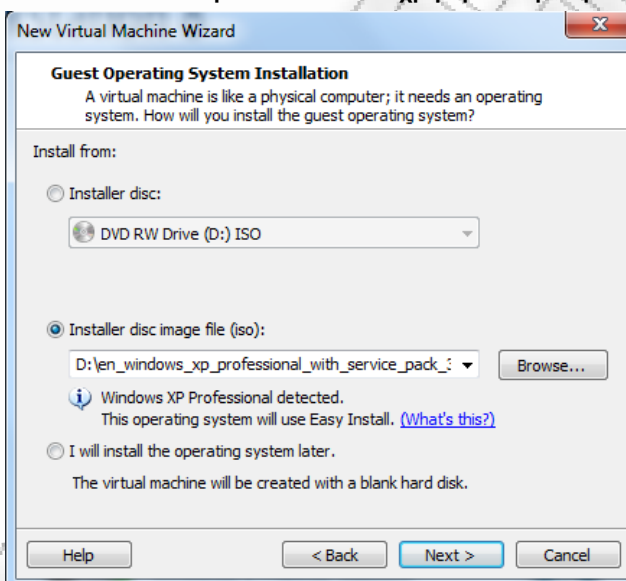 New Virtual Machine Wizard
Guest Operating System Installation
A virtual machine is like a physical computer; it needs an operating
system. How will you install the guest operating system?
Install from:
Installer disc:
DVD RW Drive (D:) ISO
Installer disc image file (iso):
D:\en_windows_xp_professional_with_service_pack_
Browse...
Windows XP Professional detected.
This operating system will use Easy Install. (What's this?)
I will install the operating system later.
The virtual machine will be created with a blank hard disk.
Help
< Back
Next >
Cancel